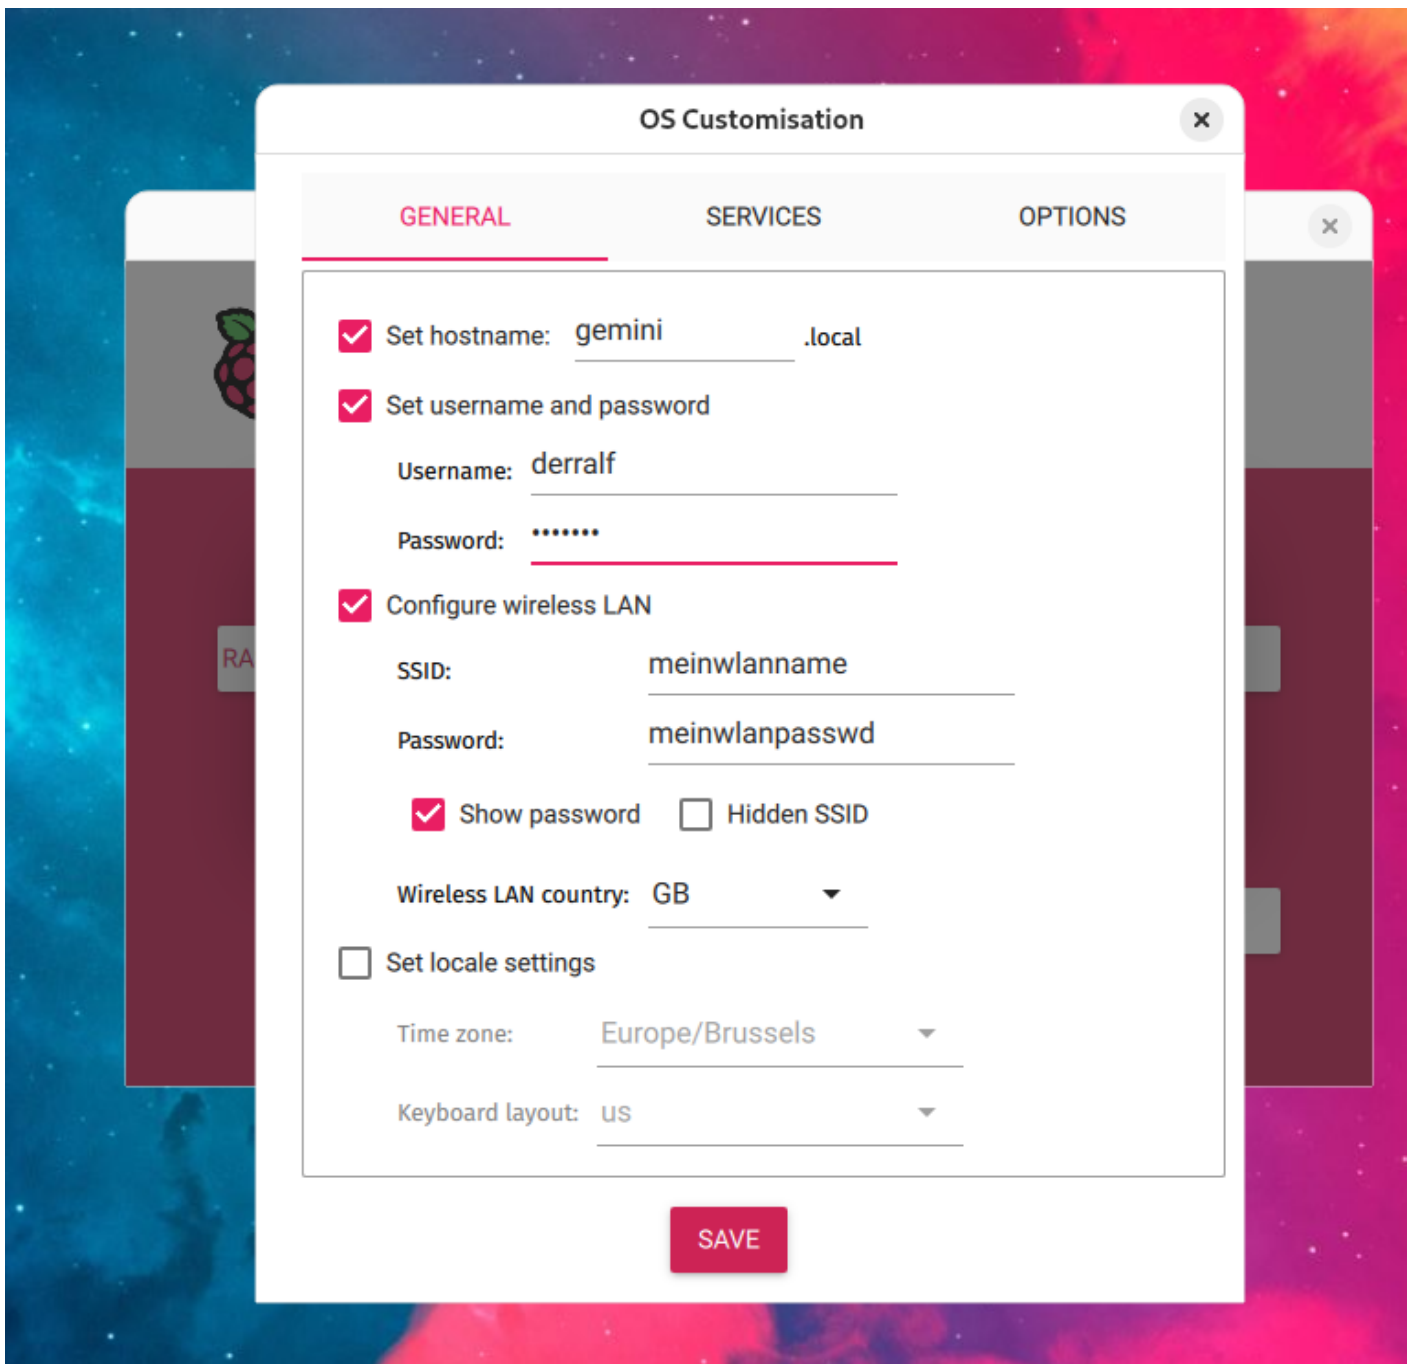 OS Customisation
GENERAL SERVICES OPTIONS
Set hostname: gemini .local
Set username and password
Username: derralf
Password: •••••••
Configure wireless LAN
RA
SSID: meinwlanname
Password: meinwlanpasswd
Show password Hidden SSID
Wireless LAN country: GB
Set locale settings
Time zone: Europe/Brussels
Keyboard layout: us
SAVE